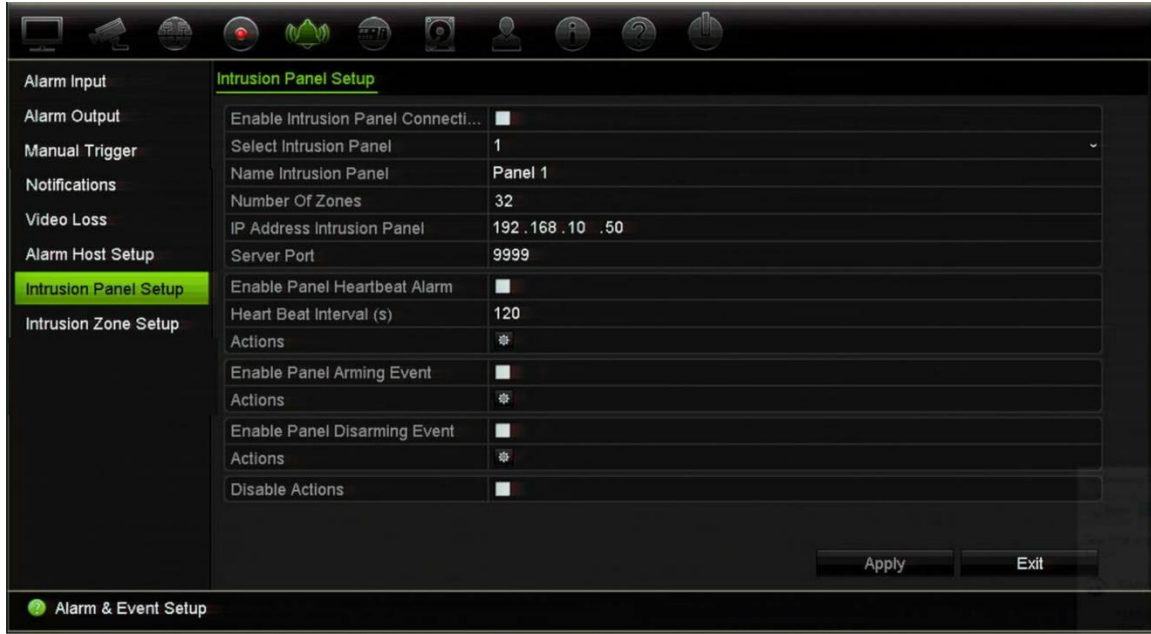 Alarm Input
Alarm Output
Manual Trigger
Notifications
Video Loss
Alarm Host Setup
Intrusion Panel Setup
Intrusion Zone Setup
Intrusion Panel Setup
Enable Intrusion Panel Connecti...
Select Intrusion Panel 1
Name Intrusion Panel Panel 1
Number Of Zones 32
IP Address Intrusion Panel 192.168.10 .50
Server Port 9999
Enable Panel Heartbeat Alarm
Heart Beat Interval (s) 120
Actions
Enable Panel Arming Event
Actions
Enable Panel Disarming Event
Actions
Disable Actions
Apply Exit
Alarm & Event Setup